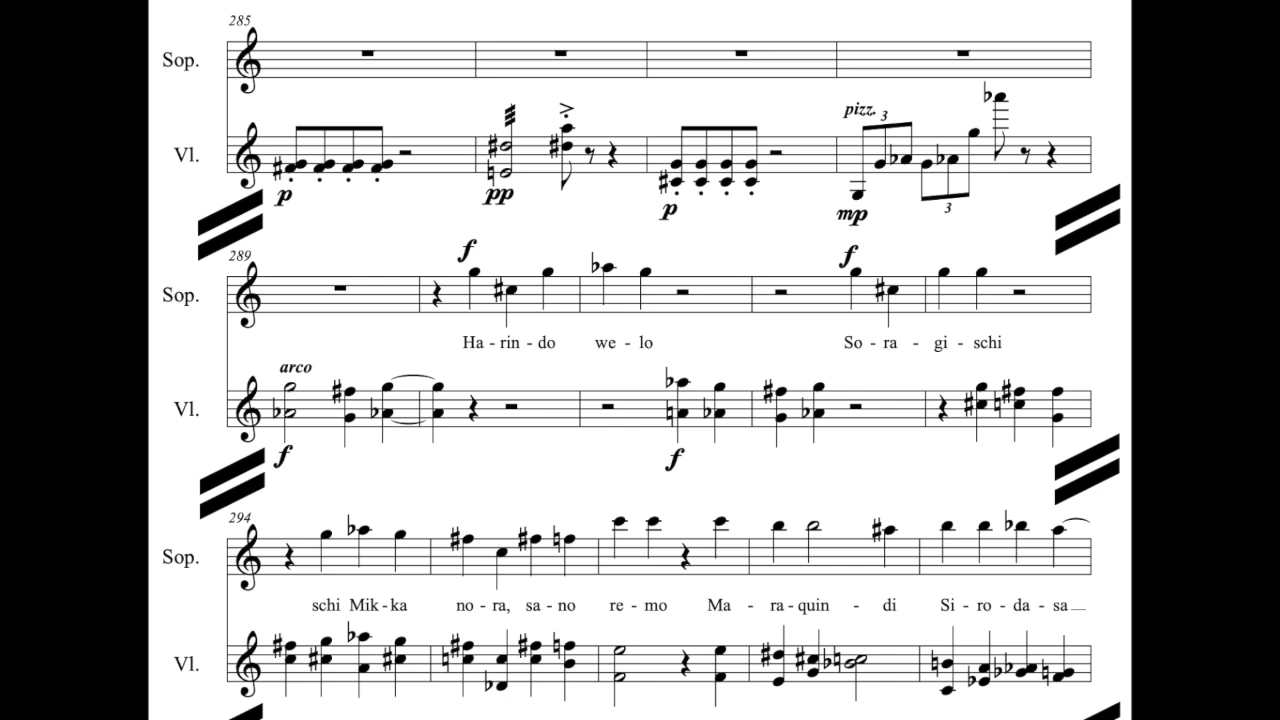 285
Sop.
pizz. 3
Vl.
p pp p mp 3
289
f f
Sop.
Ha - rin - do we - lo So - ra - gi - schi
arco
Vl.
f f
294
Sop.
schi Mik - ka no - ra, sa - no re - mo Ma - ra - quin - di Si - ro - da - sa
Vl.